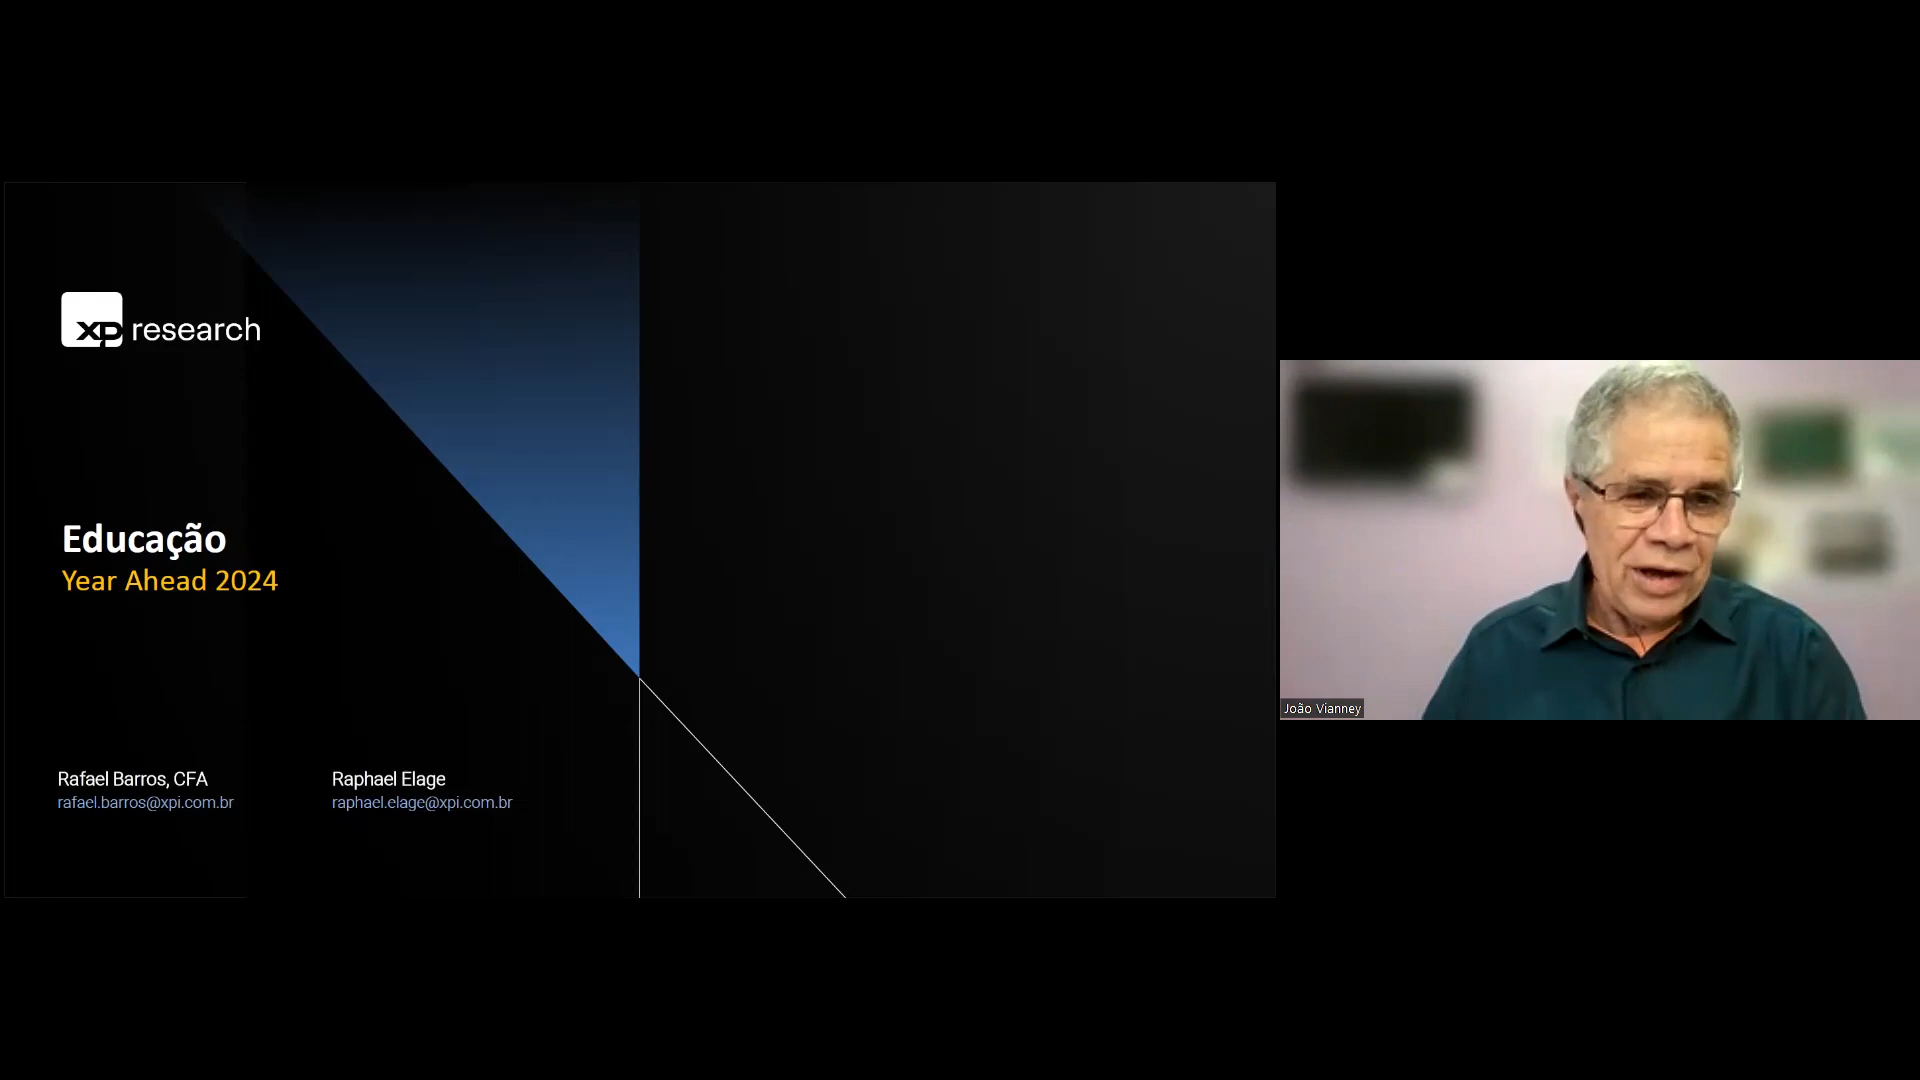 xp research
Educação
Year Ahead 2024
Rafael Barros, CFA
rafael.barros@xpi.com.br
Raphael Elage
raphael.elage@xpi.com.br
João Vianney